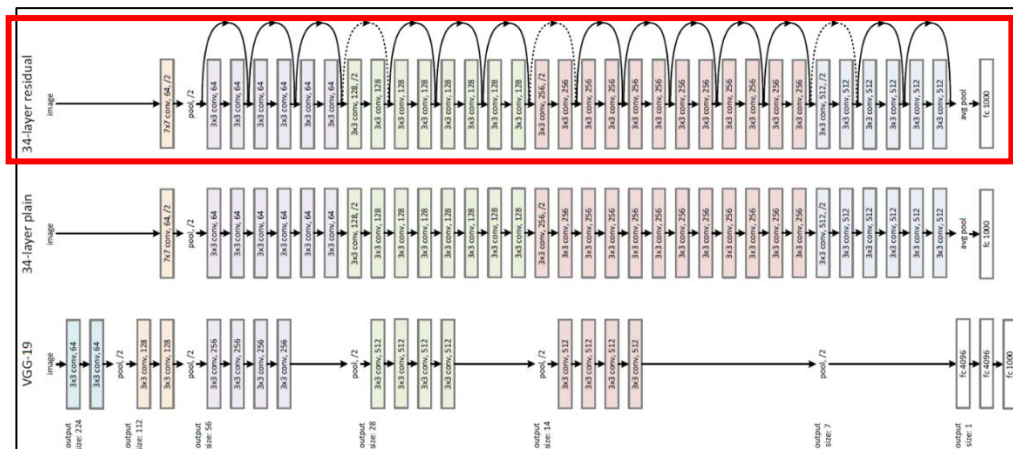 34-layer residual
image
7x7 conv, 64, /2
pool, /2
3x3 conv, 64
3x3 conv, 64
3x3 conv, 64
3x3 conv, 64
3x3 conv, 64
3x3 conv, 64
3x3 conv, 128, /2
3x3 conv, 128
3x3 conv, 128
3x3 conv, 128
3x3 conv, 128
3x3 conv, 128
3x3 conv, 128
3x3 conv, 128
3x3 conv, 256, /2
3x3 conv, 256
3x3 conv, 256
3x3 conv, 256
3x3 conv, 256
3x3 conv, 256
3x3 conv, 256
3x3 conv, 256
3x3 conv, 256
3x3 conv, 256
3x3 conv, 256
3x3 conv, 256
3x3 conv, 512, /2
3x3 conv, 512
3x3 conv, 512
3x3 conv, 512
3x3 conv, 512
3x3 conv, 512
avg pool
fc 1000
34-layer plain
image
7x7 conv, 64, /2
pool, /2
3x3 conv, 64
3x3 conv, 64
3x3 conv, 64
3x3 conv, 64
3x3 conv, 64
3x3 conv, 64
3x3 conv, 128, /2
3x3 conv, 128
3x3 conv, 128
3x3 conv, 128
3x3 conv, 128
3x3 conv, 128
3x3 conv, 128
3x3 conv, 128
3x3 conv, 256, /2
3x3 conv, 256
3x3 conv, 256
3x3 conv, 256
3x3 conv, 256
3x3 conv, 256
3x3 conv, 256
3x3 conv, 256
3x3 conv, 256
3x3 conv, 256
3x3 conv, 256
3x3 conv, 256
3x3 conv, 512, /2
3x3 conv, 512
3x3 conv, 512
3x3 conv, 512
3x3 conv, 512
3x3 conv, 512
avg pool
fc 1000
VGG-19
image
3x3 conv, 64
3x3 conv, 64
pool, /2
3x3 conv, 128
3x3 conv, 128
pool, /2
3x3 conv, 256
3x3 conv, 256
3x3 conv, 256
3x3 conv, 256
pool, /2
3x3 conv, 512
3x3 conv, 512
3x3 conv, 512
3x3 conv, 512
pool, /2
3x3 conv, 512
3x3 conv, 512
3x3 conv, 512
3x3 conv, 512
pool, /2
fc 4096
fc 4096
fc 1000
output
size: 224
output
size: 112
output
size: 56
output
size: 28
output
size: 14
output
size: 7
output
size: 1